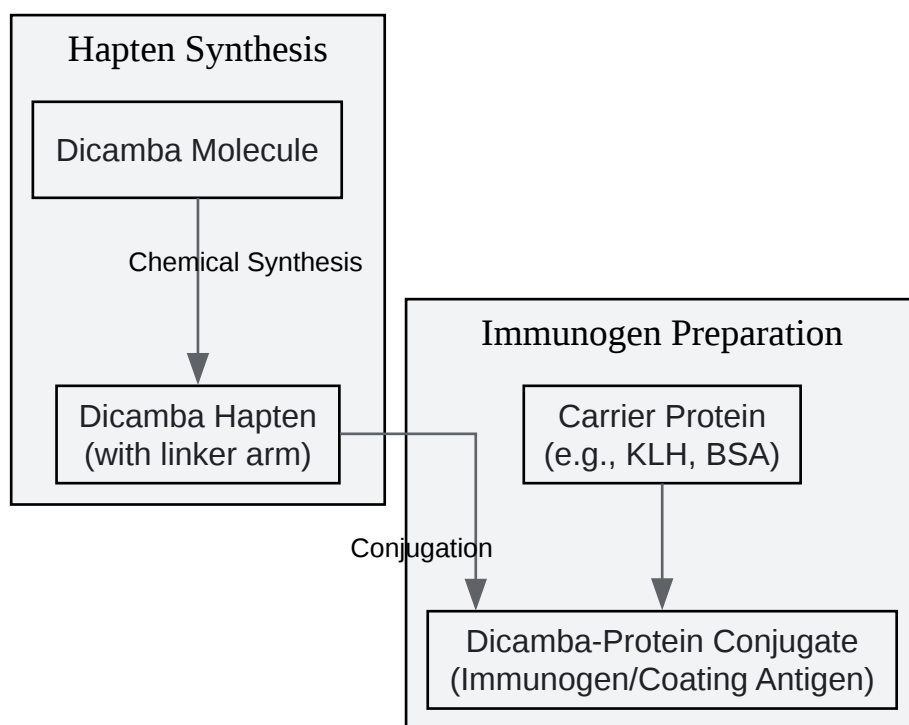 Hapten Synthesis
Dicamba Molecule
Chemical Synthesis
Dicamba Hapten
(with linker arm)
Immunogen Preparation
Carrier Protein
(e.g., KLH, BSA)
Conjugation
Dicamba-Protein Conjugate
(Immunogen/Coating Antigen)